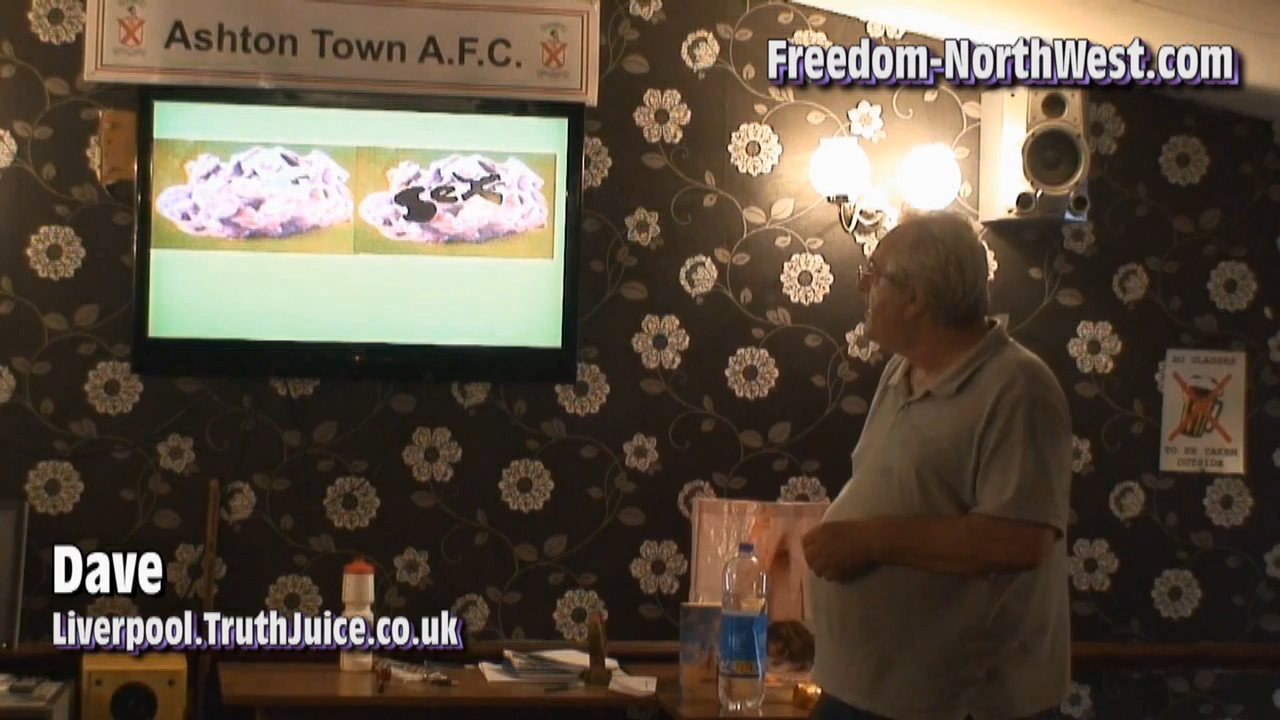 Ashton Town A.F.C.
Freedom-NorthWest.com
Sex
NO GLASSES
TO BE TAKEN
OUTSIDE
Dave
Liverpool.TruthJuice.co.uk